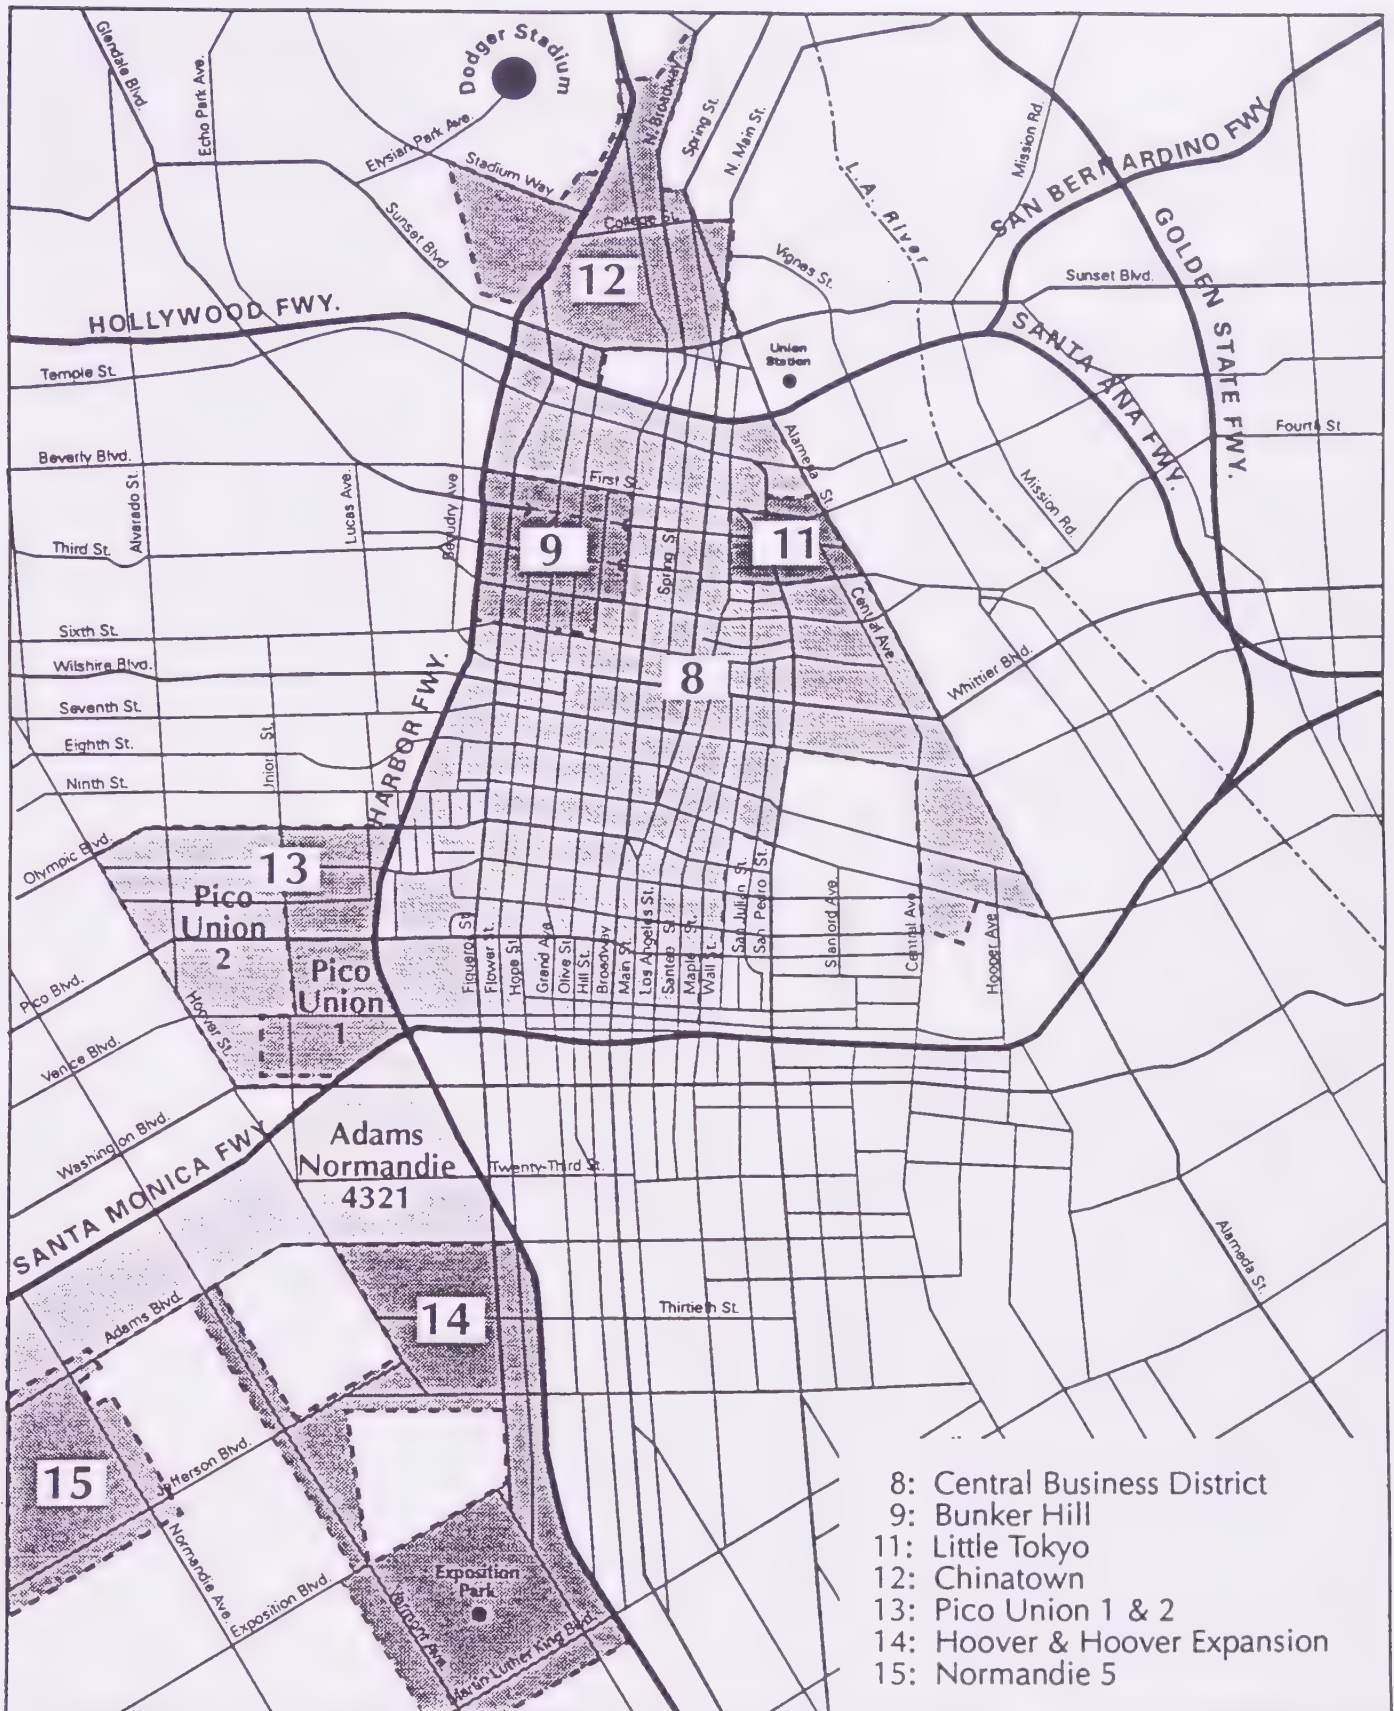 Dodger Stadium
Glendale Blvd.
Echo Park Ave.
Elysian Park Ave.
Stadium Way
Sunset Blvd
N. Broadway
Spring St.
N. Main St.
L.A. River
Mission Rd.
SAN BERNARDINO FWY
GOLDEN STATE FWY.
College St.
12
Vignes St.
Sunset Blvd.
HOLLYWOOD FWY.
SANTA ANA FWY.
Union
Station
Temple St.
Alameda St.
Fourth St
Beverly Blvd.
Alvarado St.
Lucas Ave.
Beaudry Ave
First St.
Mission Rd.
9
11
Third St.
Spring St
Central Ave.
Sixth St.
Wilshire Blvd.
8
Whittier Blvd.
Seventh St.
HARBOR FWY.
Eighth St.
Union St.
Ninth St.
Olympic Blvd.
13
Pico
Union
2
Pico
Union
1
Figueroa St
Flower St.
Hope St
Grand Ave
Olive St
Hill St.
Broadway
Main St.
Los Angeles St.
Santee St
Maple St.
Wall St.
San Julian St.
San Pedro St.
Stanford Ave.
Central Ave
Hooper Ave
Pico Blvd.
Hoover St.
Venice Blvd.
Washington Blvd.
SANTA MONICA FWY
Adams
Normandie
4321
Twenty-Third St.
Alameda St.
Adams Blvd.
14
Thirtieth St.
15
Jefferson Blvd.
Normandie Ave.
Exposition Blvd.
Exposition
Park
Vermont Ave.
Martin Luther King Blvd.
8: Central Business District
9: Bunker Hill
11: Little Tokyo
12: Chinatown
13: Pico Union 1 & 2
14: Hoover & Hoover Expansion
15: Normandie 5